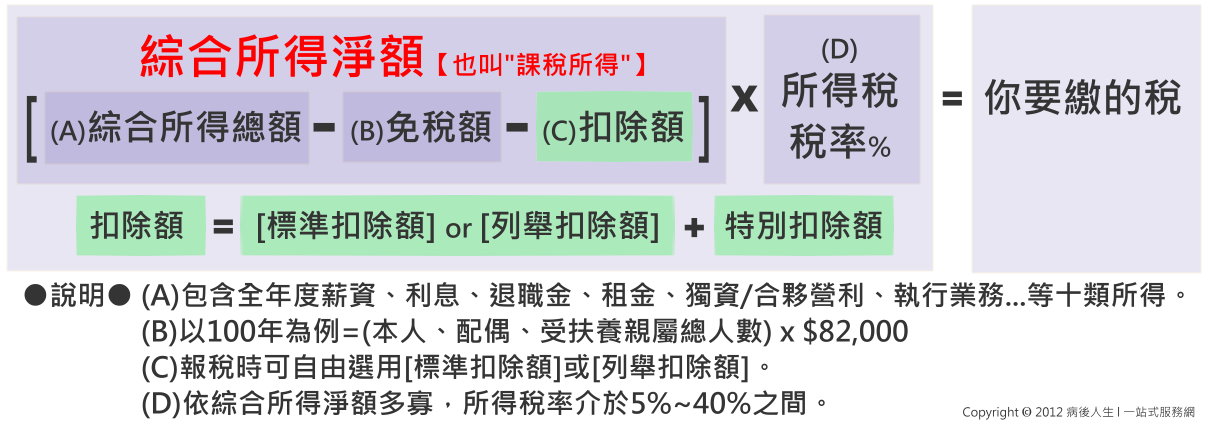 綜合所得淨額【也叫"課稅所得"】
[(A)綜合所得總額-(B)免稅額-(C)扣除額] x (D)所得稅稅率% = 你要繳的稅
扣除額 = [標準扣除額] or [列舉扣除額] + 特別扣除額
●說明● (A)包含全年度薪資、利息、退職金、租金、獨資/合夥營利、執行業務...等十類所得。
(B)以100年為例=(本人、配偶、受扶養親屬總人數) x $82,000
(C)報稅時可自由選用[標準扣除額]或[列舉扣除額]。
(D)依綜合所得淨額多寡，所得稅率介於5%~40%之間。
Copyright © 2012 病後人生 | 一站式服務網